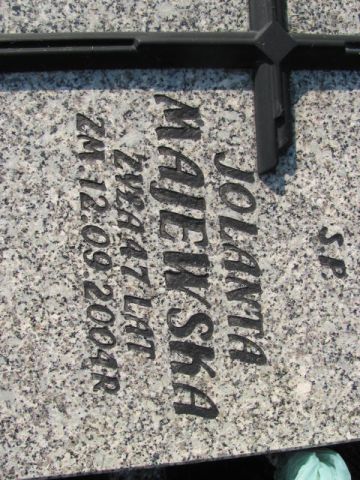 S.P.
JOLANTA
MAJEWSKA
ŻYŁA 47 LAT
ZM. 12.09.2004R